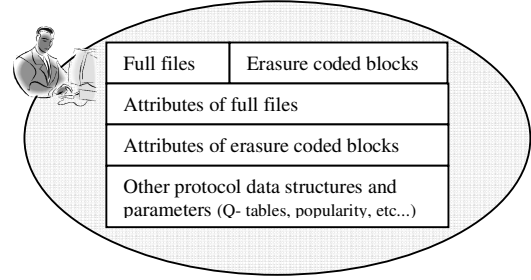 Full files
Erasure coded blocks
Attributes of full files
Attributes of erasure coded blocks
Other protocol data structures and
parameters (Q- tables, popularity, etc...)